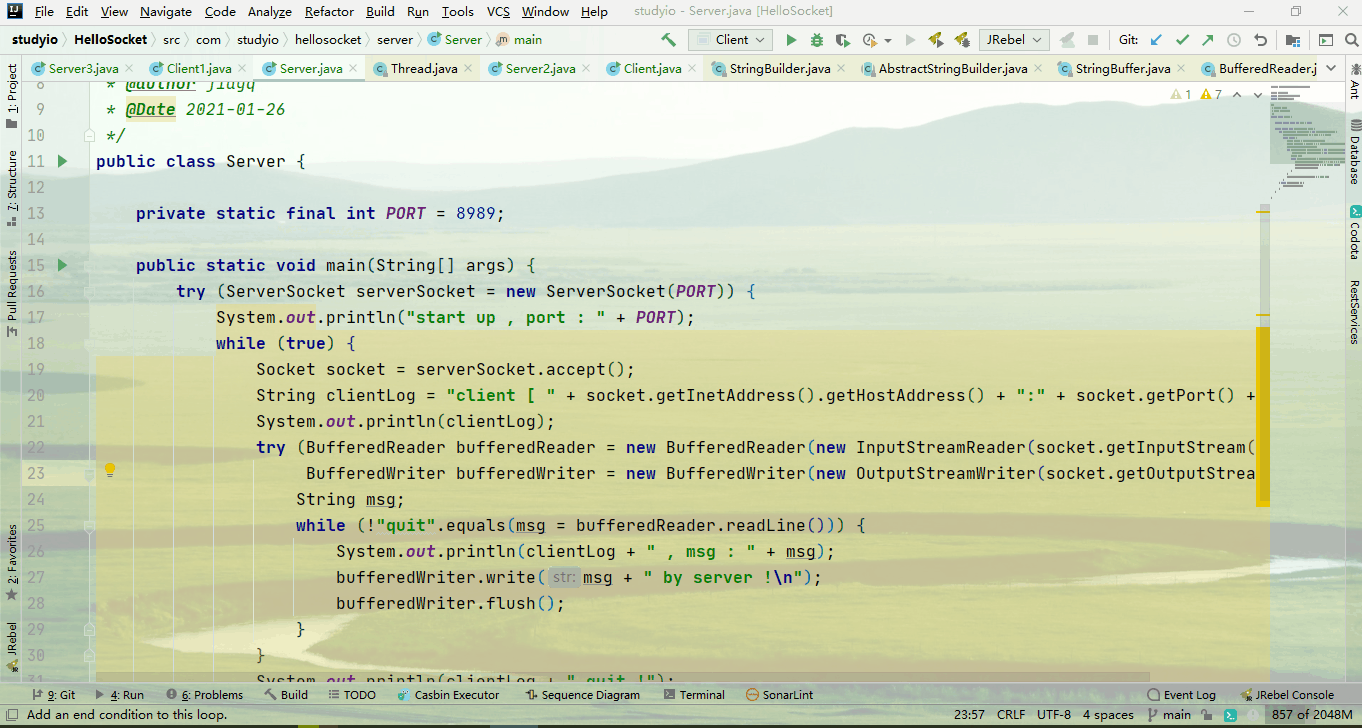 File Edit View Navigate Code Analyze Refactor Build Run Tools VCS Window Help studyio - Server.java [HelloSocket]
studyio HelloSocket src com studyio hellosocket server Server main Client JRebel Git:
Server3.java Client1.java Server.java Thread.java Server2.java Client.java StringBuilder.java AbstractStringBuilder.java StringBuffer.java BufferedReader.j
1: Project
7: Structure
Pull Requests
2: Favorites
JRebel
8 * @author jiayq
9 * @Date 2021-01-26
10 */
11 public class Server {
12
13 private static final int PORT = 8989;
14
15 public static void main(String[] args) {
16 try (ServerSocket serverSocket = new ServerSocket(PORT)) {
17 System.out.println("start up , port : " + PORT);
18 while (true) {
19 Socket socket = serverSocket.accept();
20 String clientLog = "client [ " + socket.getInetAddress().getHostAddress() + ":" + socket.getPort() +
21 System.out.println(clientLog);
22 try (BufferedReader bufferedReader = new BufferedReader(new InputStreamReader(socket.getInputStream(
23 BufferedWriter bufferedWriter = new BufferedWriter(new OutputStreamWriter(socket.getOutputStrea
24 String msg;
25 while (!"quit".equals(msg = bufferedReader.readLine())) {
26 System.out.println(clientLog + " , msg : " + msg);
27 bufferedWriter.write( str: msg + " by server !\n");
28 bufferedWriter.flush();
29 }
30 }
31 System.out.println(clientLog + " quit !");
1 7
Ant
Database
Codota
RestServices
9: Git 4: Run 6: Problems Build TODO Casbin Executor Sequence Diagram Terminal SonarLint Event Log JRebel Console
Add an end condition to this loop. 23:57 CRLF UTF-8 4 spaces main 857 of 2048M